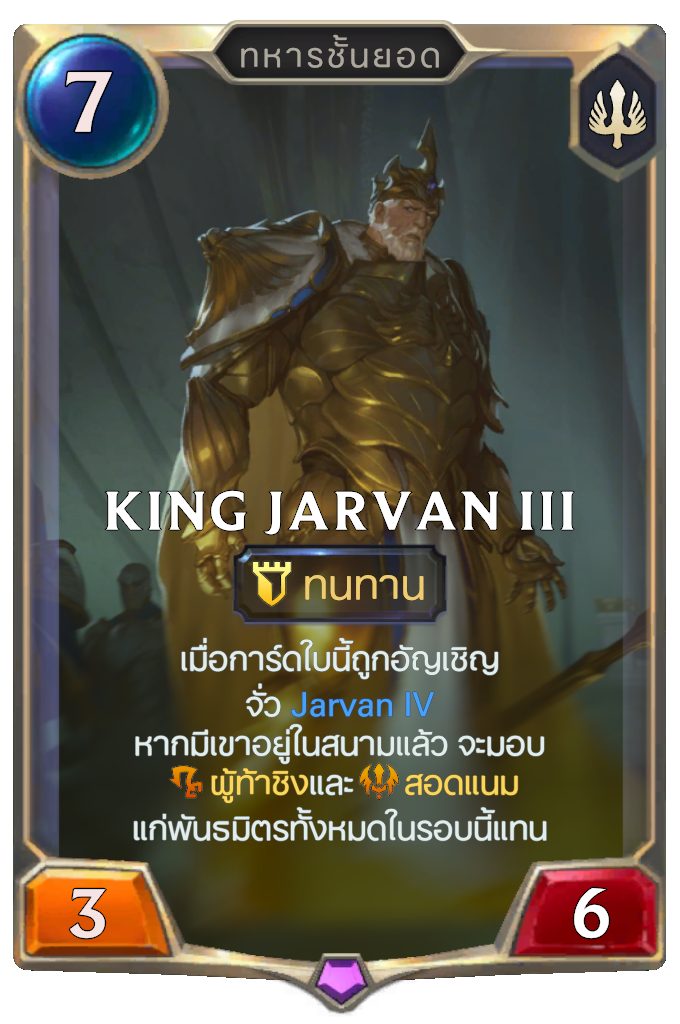 7
ทหารชั้นยอด
KING JARVAN III
ทนทาน
เมื่อการ์ดใบนี้ถูกอัญเชิญ
จั่ว Jarvan IV
หากมีเขาอยู่ในสนามแล้ว จะมอบ
ผู้ท้าชิงและ สอดแนม
แก่พันธมิตรทั้งหมดในรอบนี้แทน
3
6